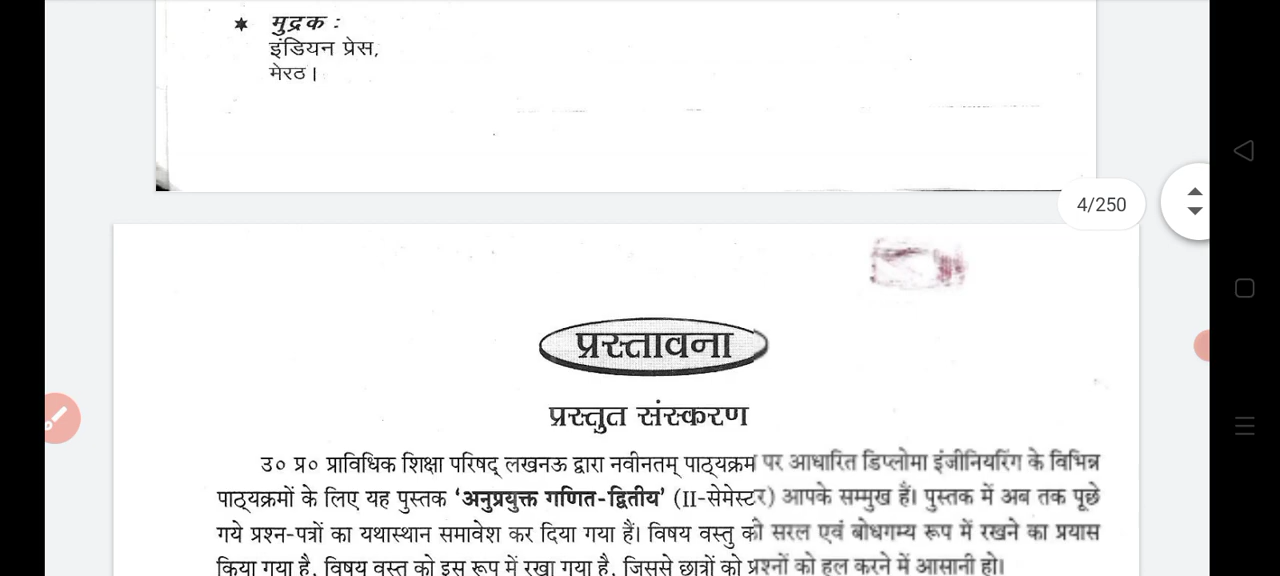 ★ मुद्रक :
इंडियन प्रेस,
मेरठ।
4/250
प्रस्तावना
प्रस्तुत संस्करण
उ० प्र० प्राविधिक शिक्षा परिषद् लखनऊ द्वारा नवीनतम् पाठ्यक्रम पर आधारित डिप्लोमा इंजीनियरिंग के विभिन्न
पाठ्यक्रमों के लिए यह पुस्तक ‘अनुप्रयुक्त गणित-द्वितीय’ (II-सेमेस्टर) आपके सम्मुख हैं। पुस्तक में अब तक पूछे
गये प्रश्न-पत्रों का यथास्थान समावेश कर दिया गया हैं। विषय वस्तु को सरल एवं बोधगम्य रूप में रखने का प्रयास
किया गया है, विषय वस्तु को इस रूप में रखा गया है, जिससे छात्रों को प्रश्नों को हल करने में आसानी हो।